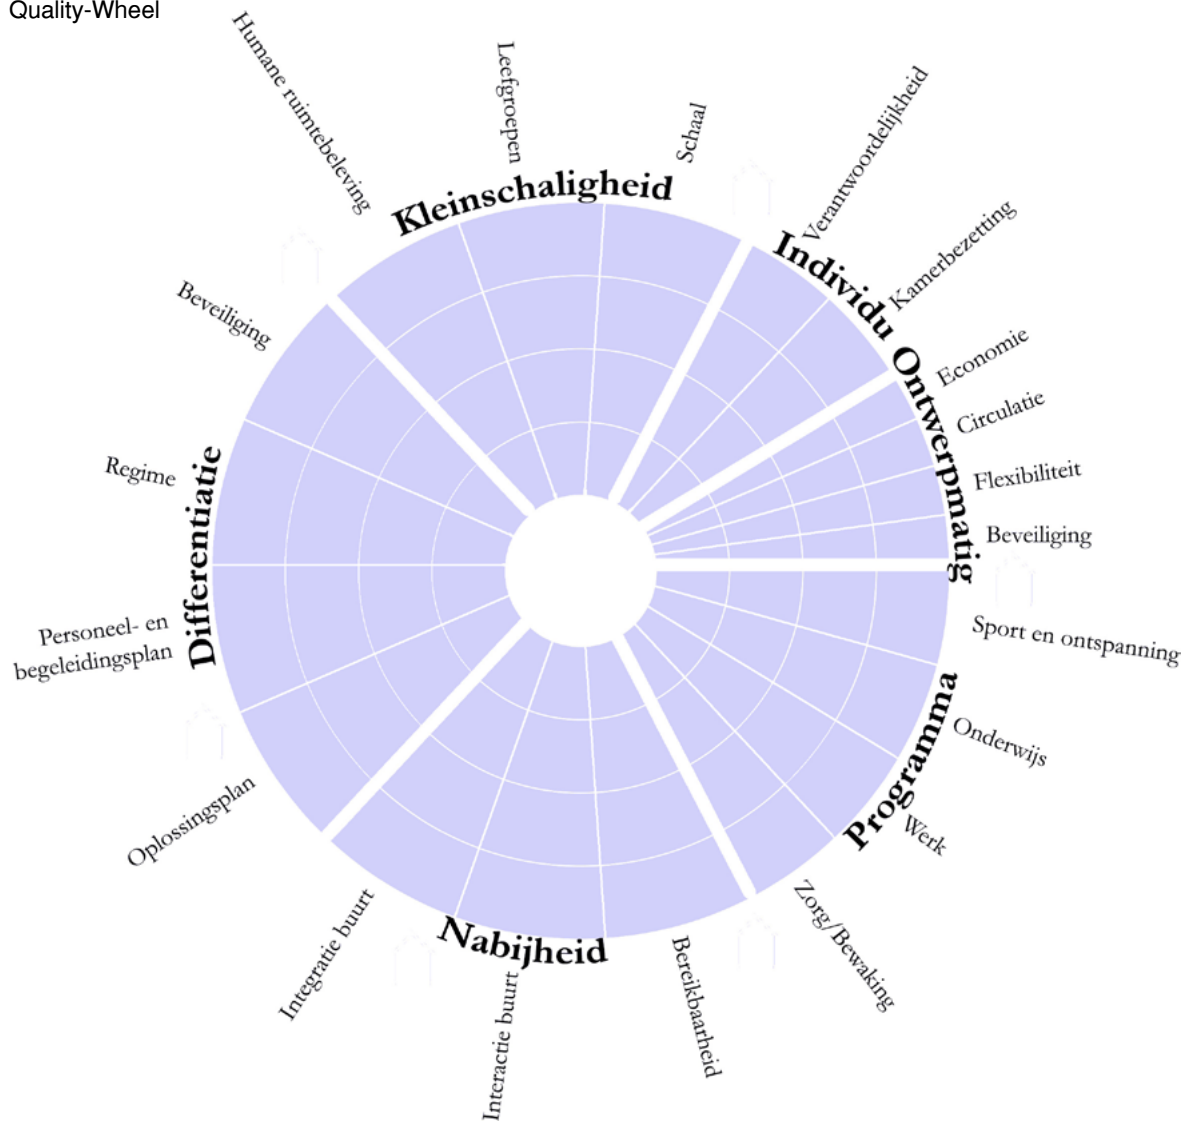 Quality-Wheel
Kleinschaligheid
Humane ruimtebeleving
Leefgroepen
Schaal
Individu
Verantwoordelijkheid
Kamerbezetting
Ontwerpmatig
Economie
Circulatie
Flexibiliteit
Beveiliging
Programma
Sport en ontspanning
Onderwijs
Werk
Zorg/Bewaking
Nabijheid
Bereikbaarheid
Interactie buurt
Integratie buurt
Differentiatie
Oplossingsplan
Personeel- en
begeleidingsplan
Regime
Beveiliging